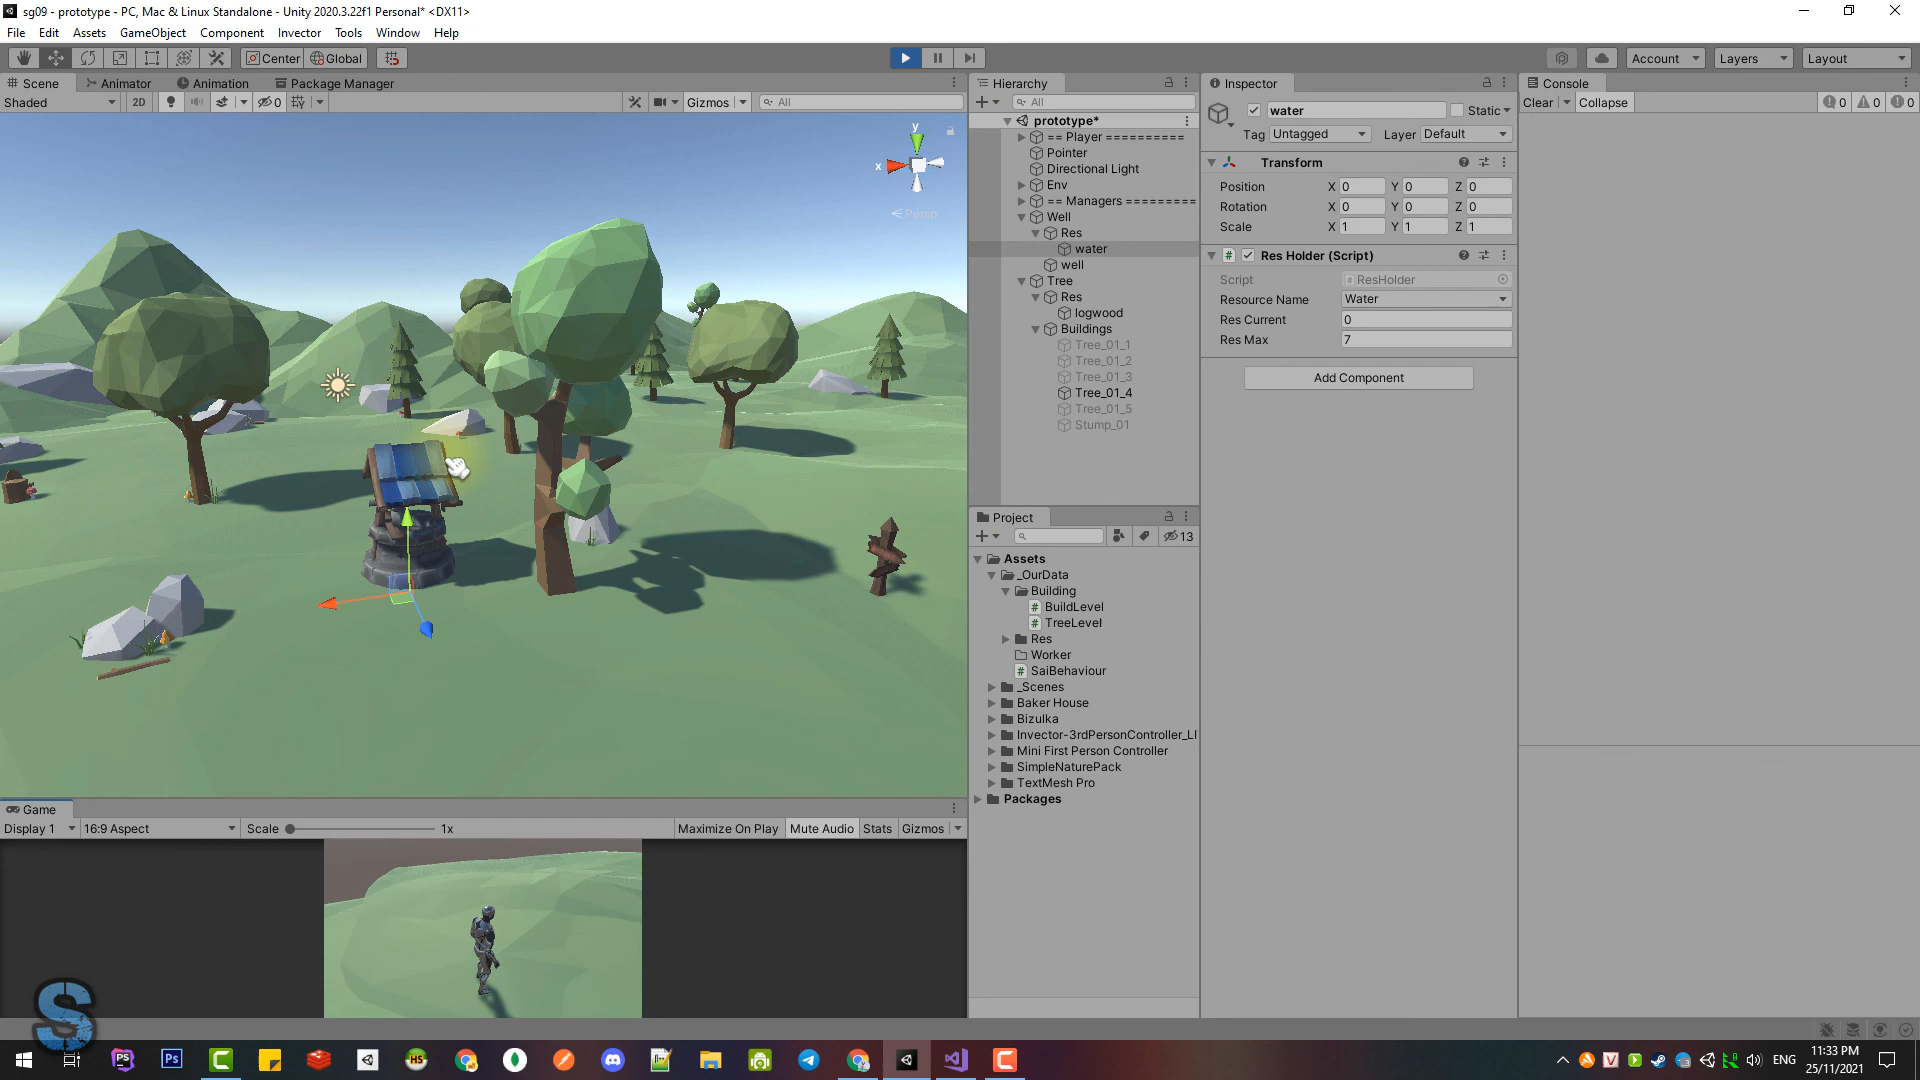 sg09 - prototype - PC, Mac & Linux Standalone - Unity 2020.3.22f1 Personal* <DX11>
File Edit Assets GameObject Component Invector Tools Window Help
Center Global Account Layers Layout
Scene Animator Animation Package Manager
Shaded 2D 0 Gizmos All
y
x
Persp
Hierarchy
All
prototype*
== Player ==========
Pointer
Directional Light
Env
== Managers =========
Well
Res
water
well
Tree
Res
logwood
Buildings
Tree_01_1
Tree_01_2
Tree_01_3
Tree_01_4
Tree_01_5
Stump_01
Project
13
Assets
_OurData
Building
BuildLevel
TreeLevel
Res
Worker
SaiBehaviour
_Scenes
Baker House
Bizulka
Invector-3rdPersonController_LI
Mini First Person Controller
SimpleNaturePack
TextMesh Pro
Packages
Inspector
water Static
Tag Untagged Layer Default
Transform
Position X 0 Y 0 Z 0
Rotation X 0 Y 0 Z 0
Scale X 1 Y 1 Z 1
Res Holder (Script)
Script ResHolder
Resource Name Water
Res Current 0
Res Max 7
Add Component
Console
Clear Collapse 0 0 0
Game
Display 1 16:9 Aspect Scale 1x Maximize On Play Mute Audio Stats Gizmos
S
PS Ps C HS C
ENG
11:33 PM
25/11/2021